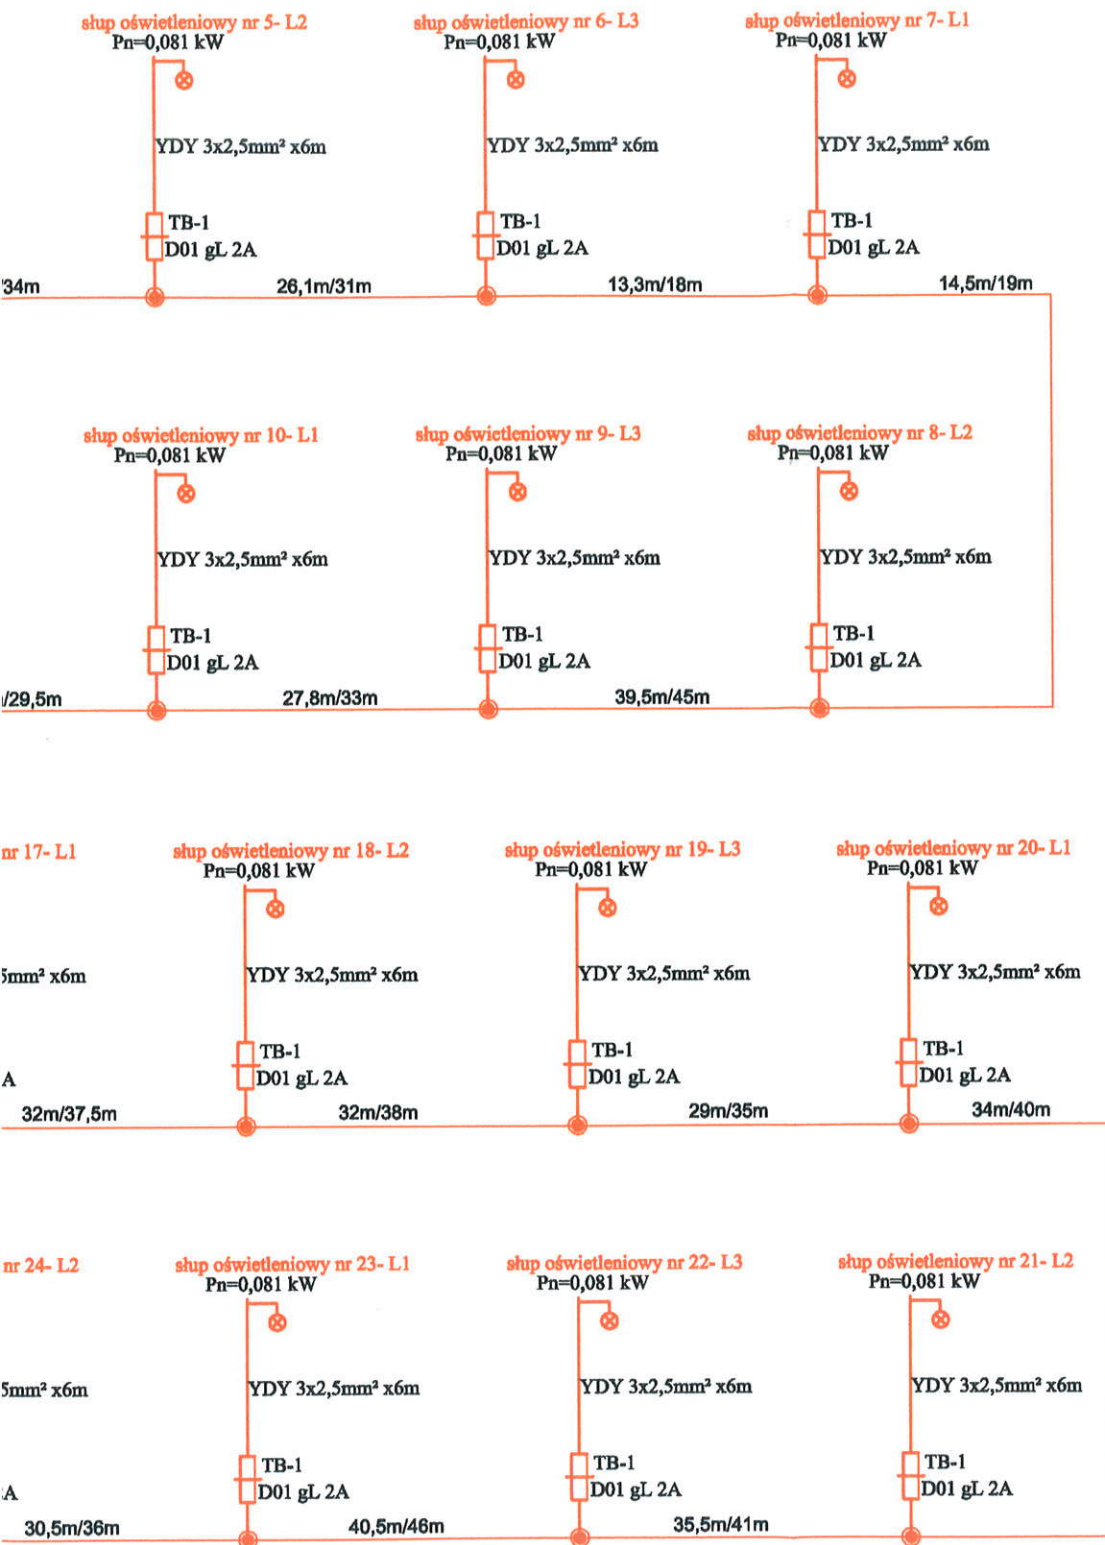 słup oświetleniowy nr 5- L2
Pn=0,081 kW
słup oświetleniowy nr 6- L3
Pn=0,081 kW
słup oświetleniowy nr 7- L1
Pn=0,081 kW
YDY 3x2,5mm² x6m
YDY 3x2,5mm² x6m
YDY 3x2,5mm² x6m
TB-1
D01 gL 2A
TB-1
D01 gL 2A
TB-1
D01 gL 2A
/34m
26,1m/31m
13,3m/18m
14,5m/19m
słup oświetleniowy nr 10- L1
Pn=0,081 kW
słup oświetleniowy nr 9- L3
Pn=0,081 kW
słup oświetleniowy nr 8- L2
Pn=0,081 kW
YDY 3x2,5mm² x6m
YDY 3x2,5mm² x6m
YDY 3x2,5mm² x6m
TB-1
D01 gL 2A
TB-1
D01 gL 2A
TB-1
D01 gL 2A
/29,5m
27,8m/33m
39,5m/45m
nr 17- L1
słup oświetleniowy nr 18- L2
Pn=0,081 kW
słup oświetleniowy nr 19- L3
Pn=0,081 kW
słup oświetleniowy nr 20- L1
Pn=0,081 kW
5mm² x6m
YDY 3x2,5mm² x6m
YDY 3x2,5mm² x6m
YDY 3x2,5mm² x6m
A
TB-1
D01 gL 2A
TB-1
D01 gL 2A
TB-1
D01 gL 2A
32m/37,5m
32m/38m
29m/35m
34m/40m
nr 24- L2
słup oświetleniowy nr 23- L1
Pn=0,081 kW
słup oświetleniowy nr 22- L3
Pn=0,081 kW
słup oświetleniowy nr 21- L2
Pn=0,081 kW
5mm² x6m
YDY 3x2,5mm² x6m
YDY 3x2,5mm² x6m
YDY 3x2,5mm² x6m
A
TB-1
D01 gL 2A
TB-1
D01 gL 2A
TB-1
D01 gL 2A
30,5m/36m
40,5m/46m
35,5m/41m